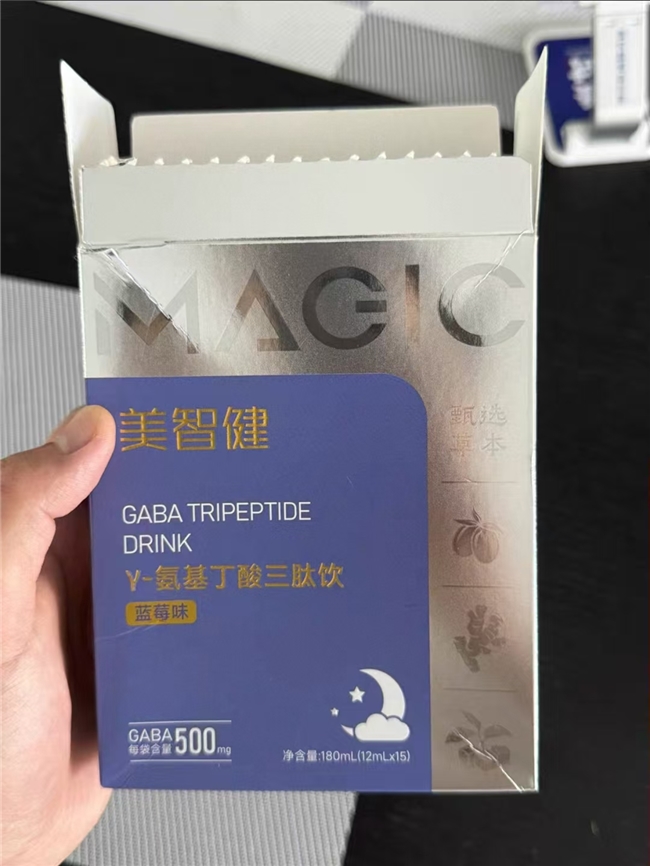 MAGIC
美智健
甄选
草本
GABA TRIPEPTIDE
DRINK
γ-氨基丁酸三肽饮
蓝莓味
GABA
每袋含量 500mg
净含量:180mL(12mLx15)